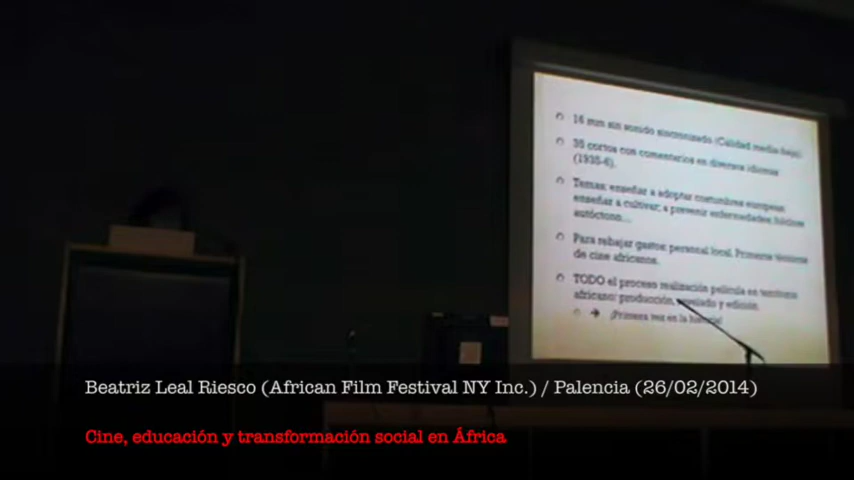 16 mm sin sonido sincronizado (Calidad media-baja).
35 cortos con comentarios en diversos idiomas
(1935-6).
Temas: enseñar a adoptar costumbres europeas;
enseñar a cultivar; a prevenir enfermedades;
autóctono...
Para rebajar gastos: personal local. Primeros técnicos
de cine africanos.
TODO el proceso realización película en territorio
africano: producción, y edición.
➔ ¡Primera vez en la historia!
Beatriz Leal Riesco (African Film Festival NY Inc.) / Palencia (26/02/2014)
Cine, educación y transformación social en África